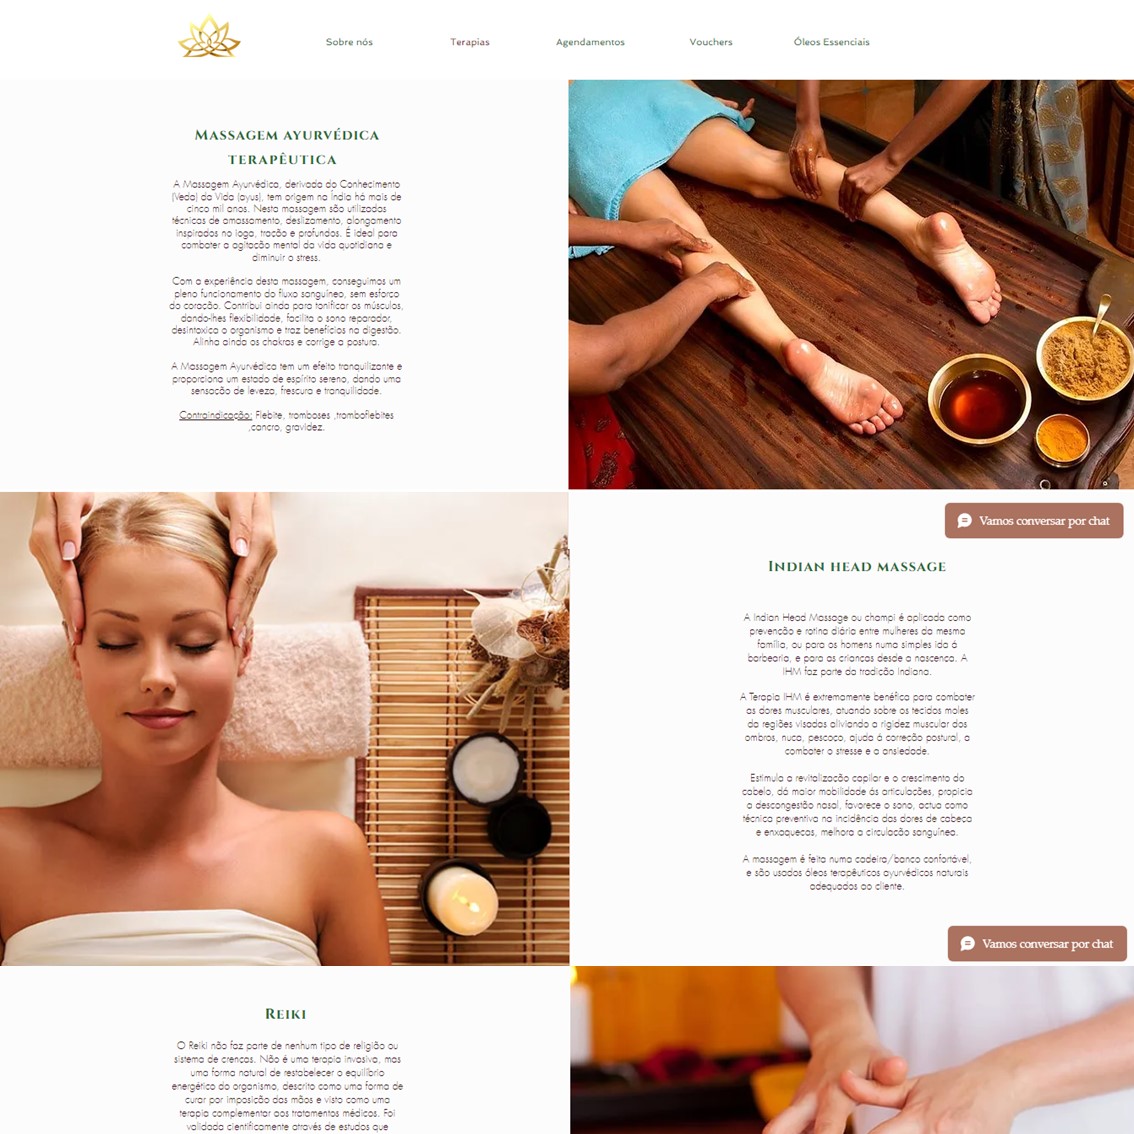 Sobre nós
Terapias
Agendamentos
Vouchers
Óleos Essenciais
Massagem ayurvédica
terapêutica
A Massagem Ayurvédica, derivada do Conhecimento
(Veda) da Vida (ayus), tem origem na Índia há mais de
cinco mil anos. Nesta massagem são utilizadas
técnicas de amassamento, deslizamento, alongamento
inspirados no Ioga, tração e profundos. É ideal para
combater a agitação mental da vida quotidiana e
diminuir o stress.
Com a experiência desta massagem, conseguimos um
pleno funcionamento do fluxo sanguíneo, sem esforço
do coração. Contribui ainda para tonificar os músculos,
dando-lhes flexibilidade, facilita o sono reparador,
desintoxica o organismo e traz benefícios na digestão.
Alinha ainda os chakras e corrige a postura.
A Massagem Ayurvédica tem um efeito tranquilizante e
proporciona um estado de espírito sereno, dando uma
sensação de leveza, frescura e tranquilidade.
Contraindicação: Flebite, tromboses ,tromboflebites
,cancro, gravidez.
Vamos conversar por chat
Indian head massage
A Indian Head Massage ou champi é aplicada como
prevenção e rotina diária entre mulheres da mesma
família, ou para os homens numa simples ida á
barbearia, e para as crianças desde a nascença. A
IHM faz parte da tradição Indiana.
A Terapia IHM é extremamente benéfica para combater
as dores musculares, atuando sobre os tecidos moles
da regiões visadas aliviando a rigidez muscular dos
ombros, nuca, pescoço, ajuda á correção postural, a
combater o stresse e a ansiedade.
Estimula a revitalização capilar e o crescimento do
cabelo, dá maior mobilidade ás articulações, propicia
a descongestão nasal, favorece o sono, actua como
técnica preventiva na incidência das dores de cabeça
e enxaquecas, melhora a circulação sanguínea.
A massagem é feita numa cadeira/banco confortável,
e são usados óleos terapêuticos ayurvédicos naturais
adequados ao cliente.
Vamos conversar por chat
Reiki
O Reiki não faz parte de nenhum tipo de religião ou
sistema de crenças. Não é uma terapia invasiva, mas
uma forma natural de restabelecer o equilíbrio
energético do organismo, descrito como uma forma de
curar por imposição das mãos e visto como uma
terapia complementar aos tratamentos médicos. Foi
validada cientificamente através de estudos que